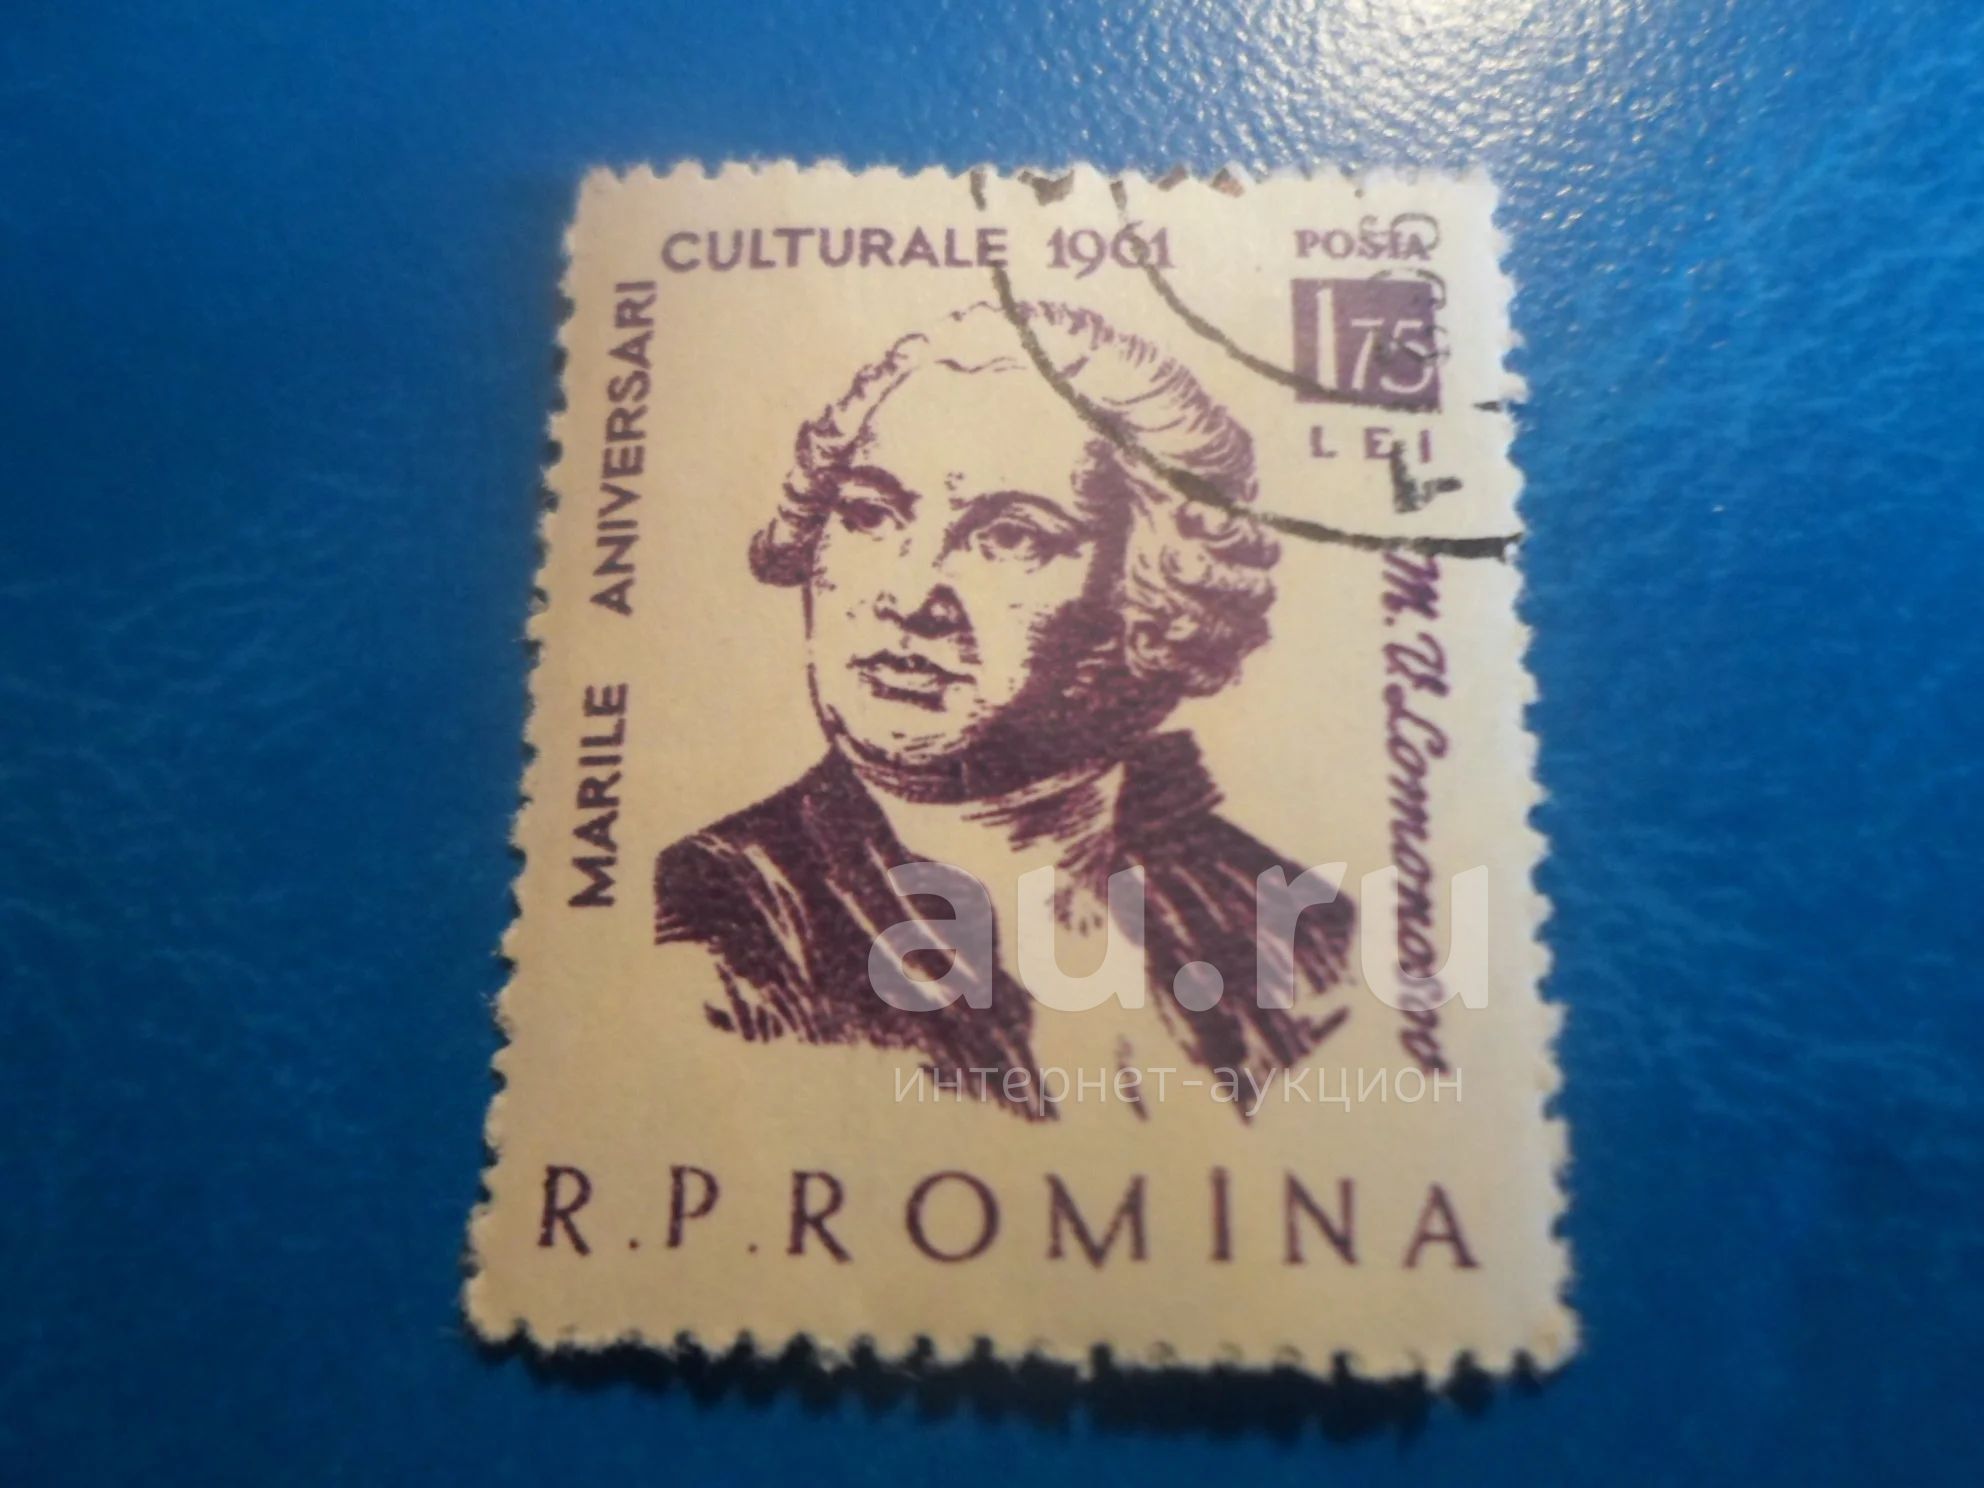 MARILE ANIVERSARI
CULTURALE 1961
POSTA
1 75
LEI
M. V. Lomonosov
R.P.ROMINA
au.ru
интернет-аукцион